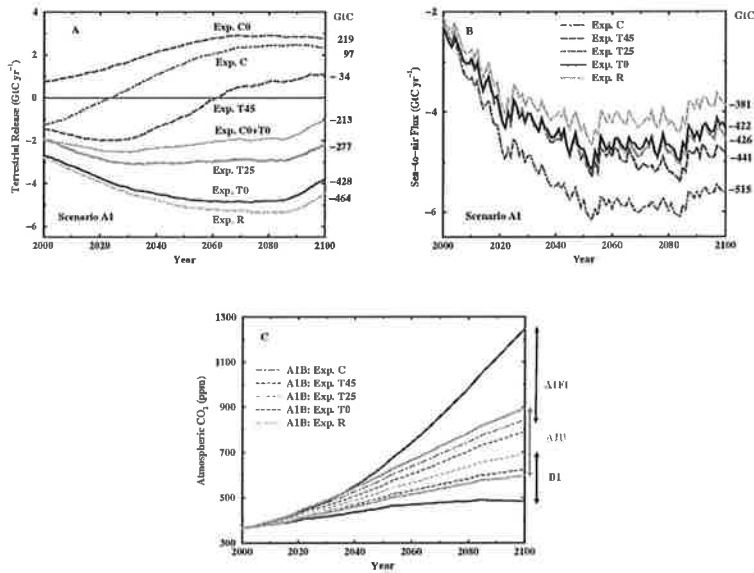 GtC
A
Exp. C0
219
Exp. C
97
-34
Exp. T45
Exp. C0+T0
-213
Exp. T25
-277
Exp. T0
-428
Exp. R
-464
Scenario A1
Terrestrial Release (GtC yr⁻¹)
4
2
0
-2
-4
-6
2000 2020 2040 2060 2080 2100
Year
GtC
B
Exp. C
Exp. T45
Exp. T25
Exp. T0
Exp. R
-381
-422
-426
-441
-515
Scenario A1
Sea-to-air Flux (GtC yr⁻¹)
-2
-4
-6
2000 2020 2040 2060 2080 2100
Year
C
A1B: Exp. C
A1B: Exp. T45
A1B: Exp. T25
A1B: Exp. T0
A1B: Exp. R
A1FI
B1
Atmospheric CO₂ (ppm)
1300
1100
900
700
500
300
2000 2020 2040 2060 2080 2100
Year